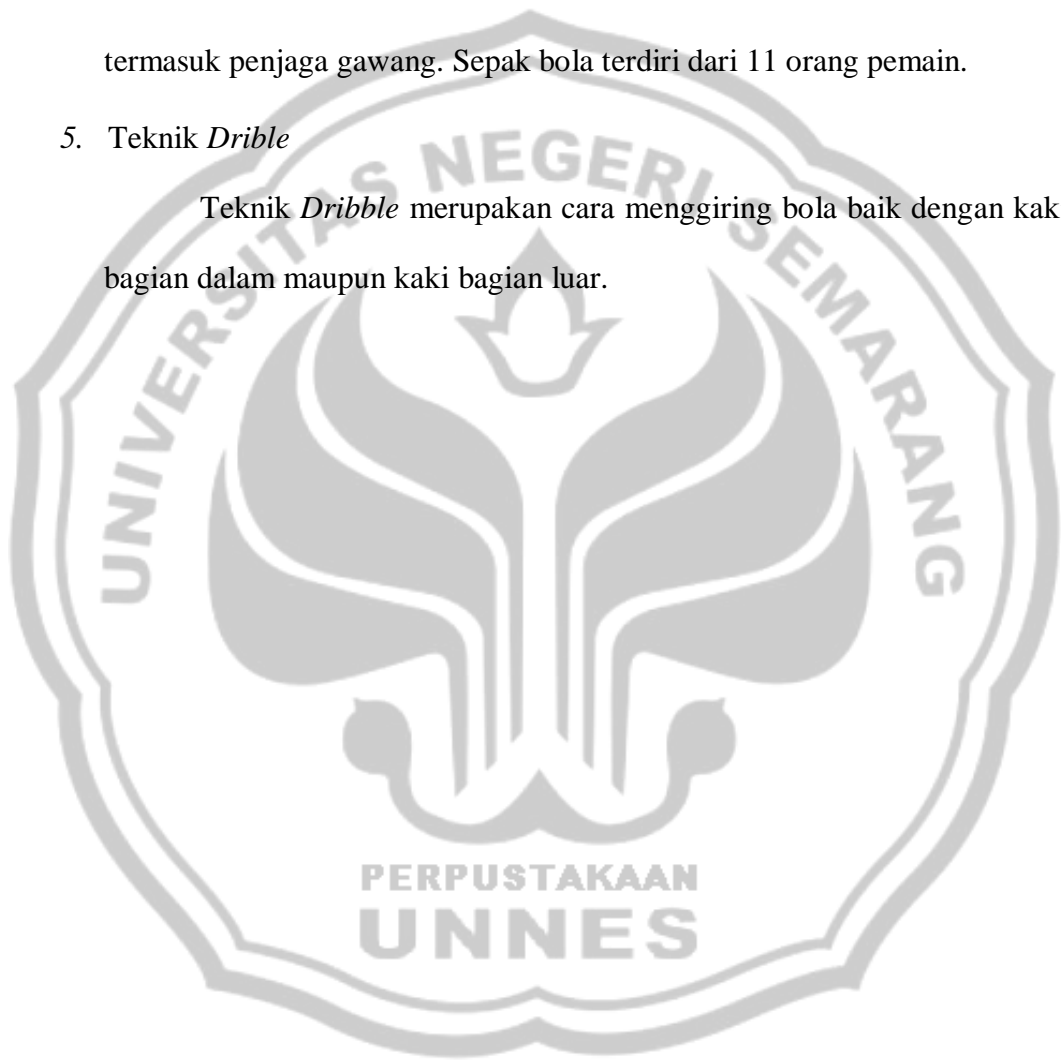 termasuk penjaga gawang. Sepak bola terdiri dari 11 orang pemain.
5. Teknik Drible
Teknik Dribble merupakan cara menggiring bola baik dengan kak
bagian dalam maupun kaki bagian luar.
UNIVERSITAS NEGERI SEMARANG
PERPUSTAKAAN
UNNES